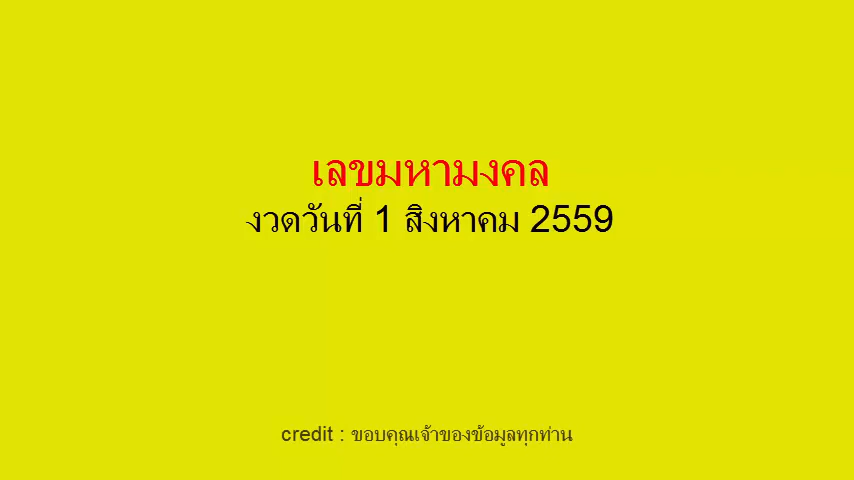 เลขมหามงคล
งวดวันที่ 1 สิงหาคม 2559
credit : ขอบคุณเจ้าของข้อมูลทุกท่าน